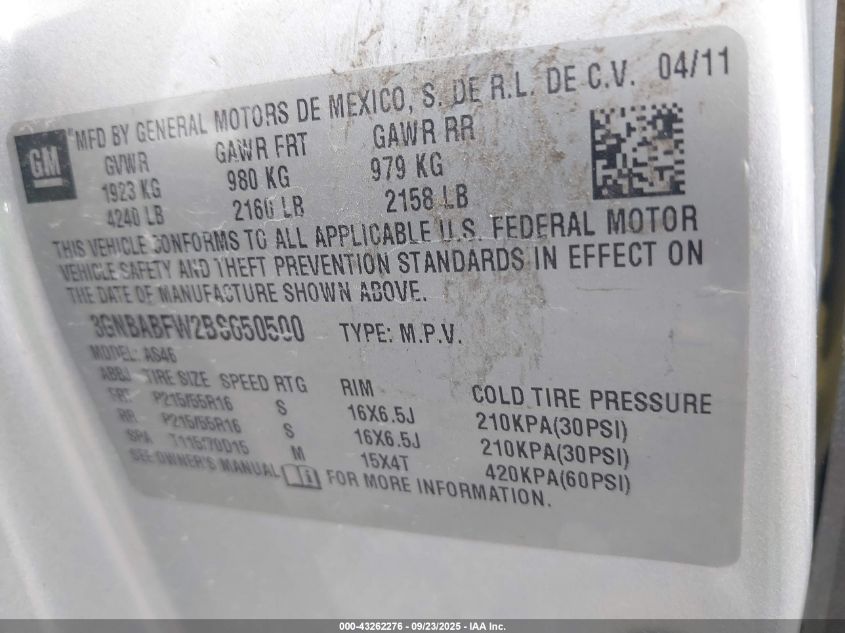 GM MFD BY GENERAL MOTORS DE MEXICO, S. DE R.L. DE C.V. 04/11
GVWR GAWR FRT GAWR RR
1923 KG 980 KG 979 KG
4240 LB 2160 LB 2158 LB
THIS VEHICLE CONFORMS TO ALL APPLICABLE U.S. FEDERAL MOTOR
VEHICLE SAFETY AND THEFT PREVENTION STANDARDS IN EFFECT ON
THE DATE OF MANUFACTURE SHOWN ABOVE.
3GNBABFW2BS650500 TYPE: M.P.V.
MODEL: AS46
ABBJ TIRE SIZE SPEED RTG RIM COLD TIRE PRESSURE
FRT P215/55R16 S 16X6.5J 210KPA(30PSI)
RR P215/55R16 S 16X6.5J 210KPA(30PSI)
SPA T115/70D15 M 15X4T 420KPA(60PSI)
SEE OWNER'S MANUAL FOR MORE INFORMATION.
000-43262276 - 09/23/2025 - IAA Inc.